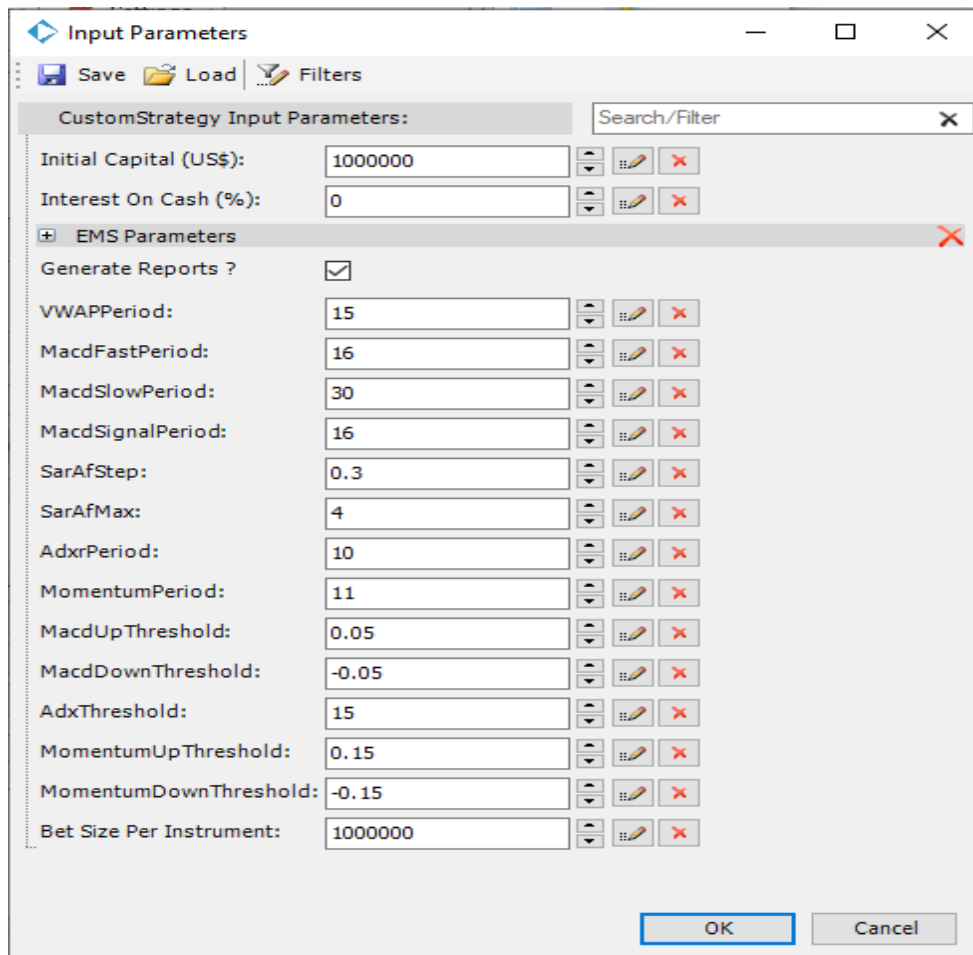 Input Parameters
Save Load Filters
CustomStrategy Input Parameters: Search/Filter
Initial Capital (US$): 1000000
Interest On Cash (%): 0
EMS Parameters
Generate Reports ?
VWAPPeriod: 15
MacdFastPeriod: 16
MacdSlowPeriod: 30
MacdSignalPeriod: 16
SarAfStep: 0.3
SarAfMax: 4
AdxrPeriod: 10
MomentumPeriod: 11
MacdUpThreshold: 0.05
MacdDownThreshold: -0.05
AdxThreshold: 15
MomentumUpThreshold: 0.15
MomentumDownThreshold: -0.15
Bet Size Per Instrument: 1000000
OK Cancel